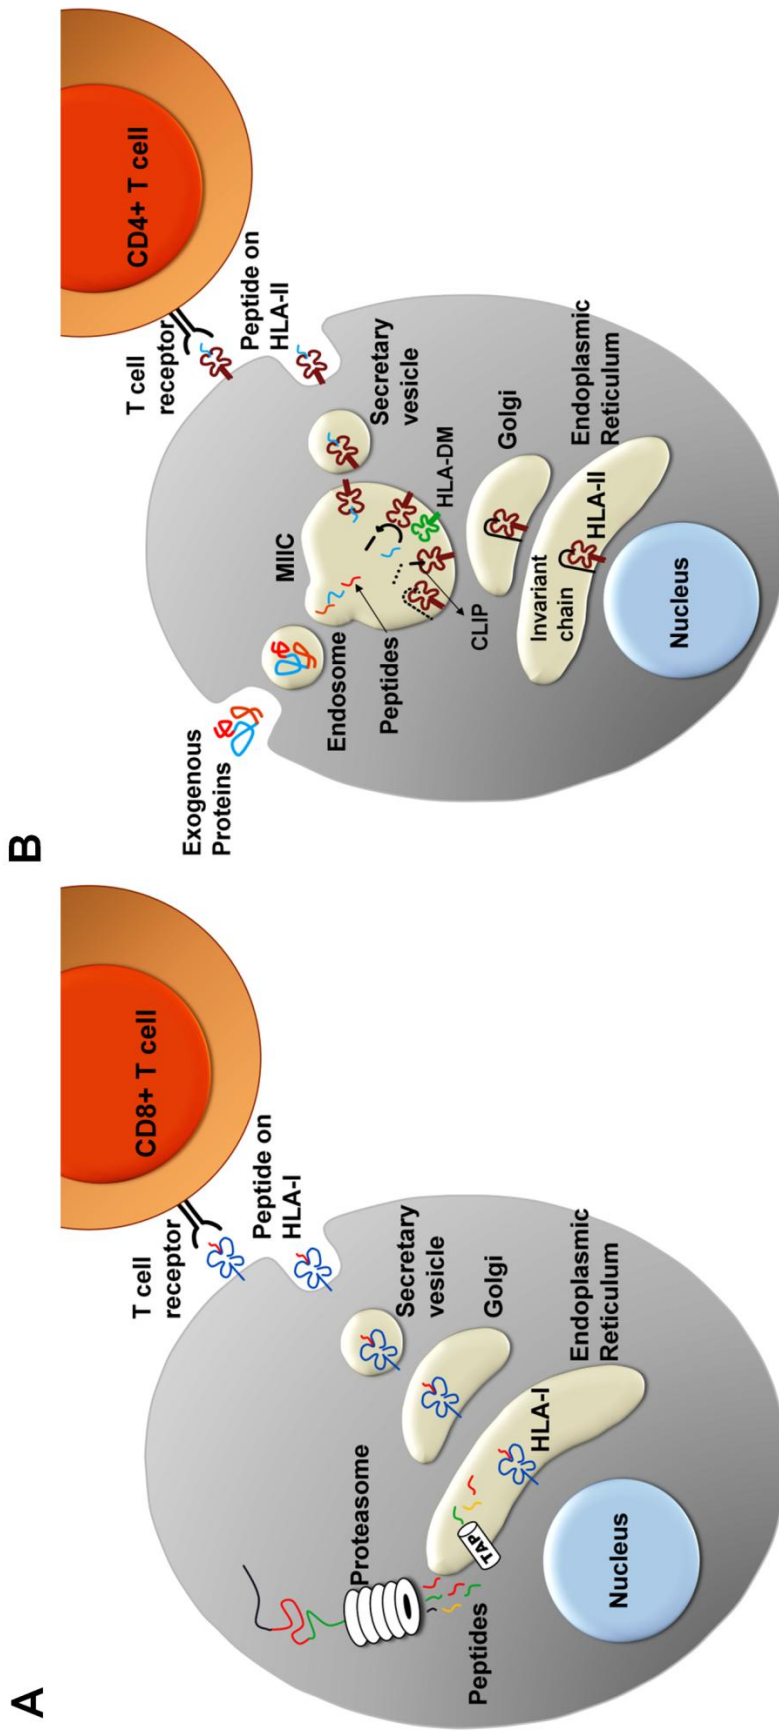 A
CD8+ T cell
T cell
receptor
Peptide on
HLA-I
Secretary
vesicle
Golgi
Endoplasmic
Reticulum
Proteasome
HLA-I
TAP
Peptides
Nucleus
B
CD4+ T cell
T cell
receptor
Peptide on
HLA-II
Exogenous
Proteins
MIIC
Secretary
vesicle
Endosome
HLA-DM
Peptides
CLIP
Golgi
Endoplasmic
Reticulum
HLA-II
Invariant
chain
Nucleus